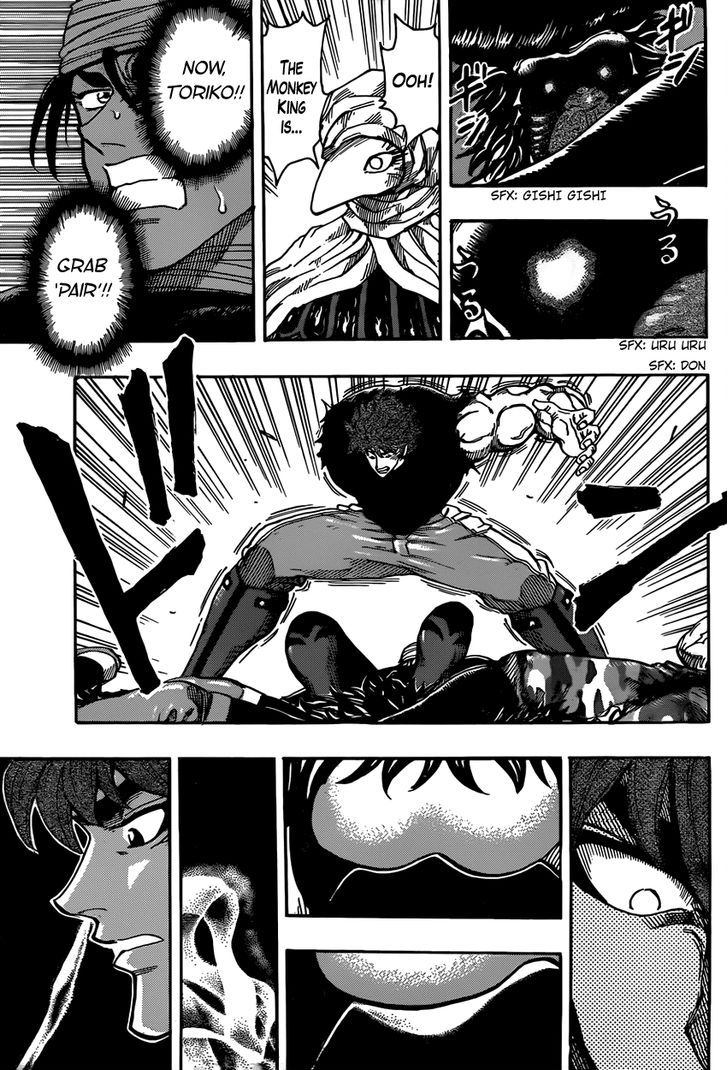 ギシ
ギシ
SFX: GISHI GISHI
うる
うる
SFX: URU URU
OOH!
THE
MONKEY
KING
IS...
NOW,
TORIKO!!
GRAB
'PAIR'!!
SFX: DON
ドン